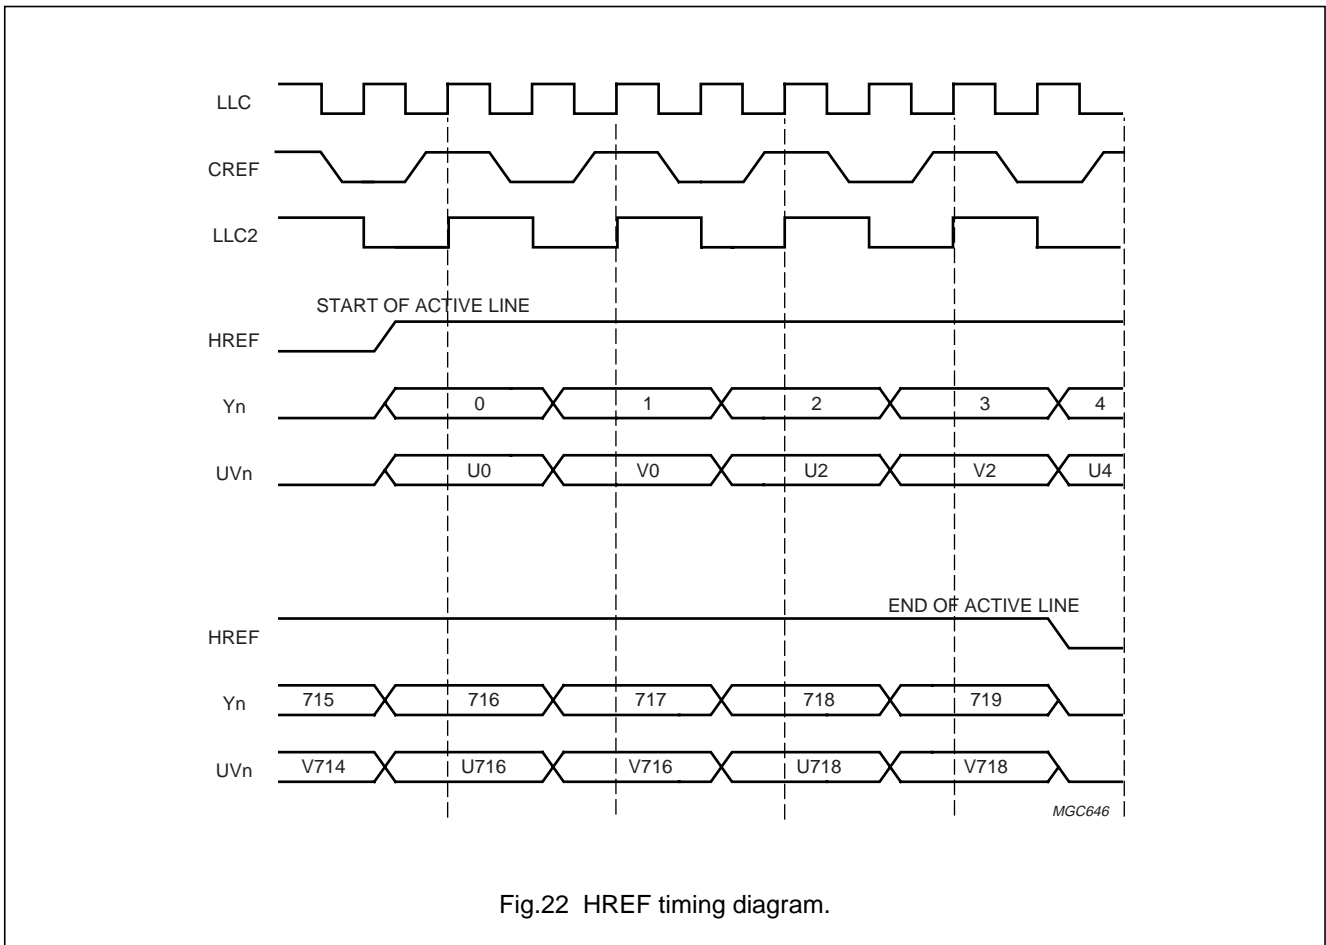 LLC
CREF
LLC2
START OF ACTIVE LINE
HREF
Yn 0 1 2 3 4
UVn U0 V0 U2 V2 U4
END OF ACTIVE LINE
HREF
Yn 715 716 717 718 719
UVn V714 U716 V716 U718 V718
MGC646
Fig.22 HREF timing diagram.